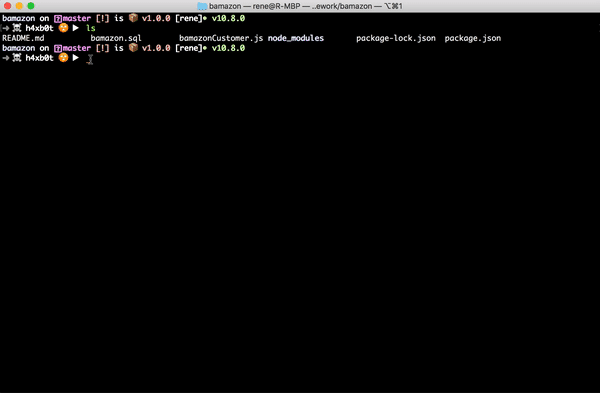 bamazon — rene@R-MBP — ..ework/bamazon — ⌥⌘1
bamazon on ?master [!] is 📦 v1.0.0 [rene]• v10.8.0
➜ ☠ h4xb0t ☢ ▶ ls
README.md bamazon.sql bamazonCustomer.js node_modules package-lock.json package.json
bamazon on ?master [!] is 📦 v1.0.0 [rene]• v10.8.0
➜ ☠ h4xb0t ☢ ▶